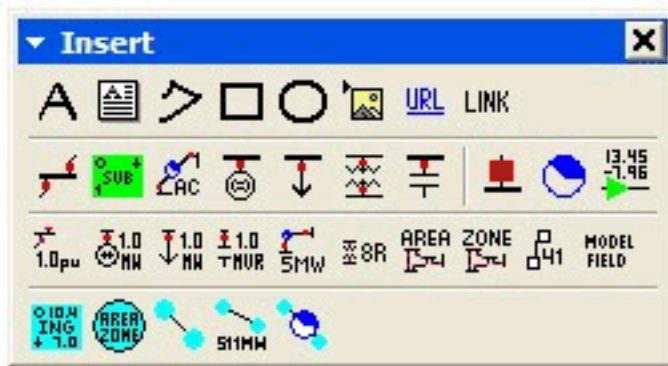 Insert
A URL LINK
SUB AC 13.45
-7.96
1.0pu 1.0 MW 1.0 MW 1.0 MVR 5MW 8R AREA ZONE 41 MODEL FIELD
AREA ZONE 511MW